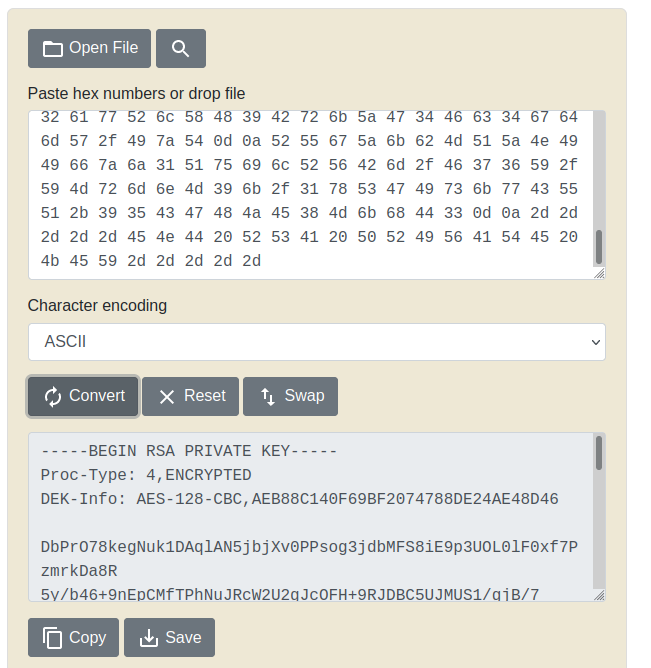 Open File
Paste hex numbers or drop file
32 61 77 52 6c 58 48 39 42 72 6b 5a 47 34 46 63 34 67 64
6d 57 2f 49 7a 54 0d 0a 52 55 67 5a 6b 62 4d 51 5a 4e 49
49 66 7a 6a 31 51 75 69 6c 52 56 42 6d 2f 46 37 36 59 2f
59 4d 72 6d 6e 4d 39 6b 2f 31 78 53 47 49 73 6b 77 43 55
51 2b 39 35 43 47 48 4a 45 38 4d 6b 68 44 33 0d 0a 2d 2d
2d 2d 2d 45 4e 44 20 52 53 41 20 50 52 49 56 41 54 45 20
4b 45 59 2d 2d 2d 2d 2d
Character encoding
ASCII
Convert Reset Swap
-----BEGIN RSA PRIVATE KEY-----
Proc-Type: 4,ENCRYPTED
DEK-Info: AES-128-CBC,AEB88C140F69BF2074788DE24AE48D46
DbPrO78kegNuk1DAqlAN5jbjXv0PPsog3jdbMFS8iE9p3UOL0lF0xf7P
zmrkDa8R
5y/b46+9nEpCMfTPhNuJRcW2U2gJcOFH+9RJDBC5UJMUS1/gjB/7
Copy Save